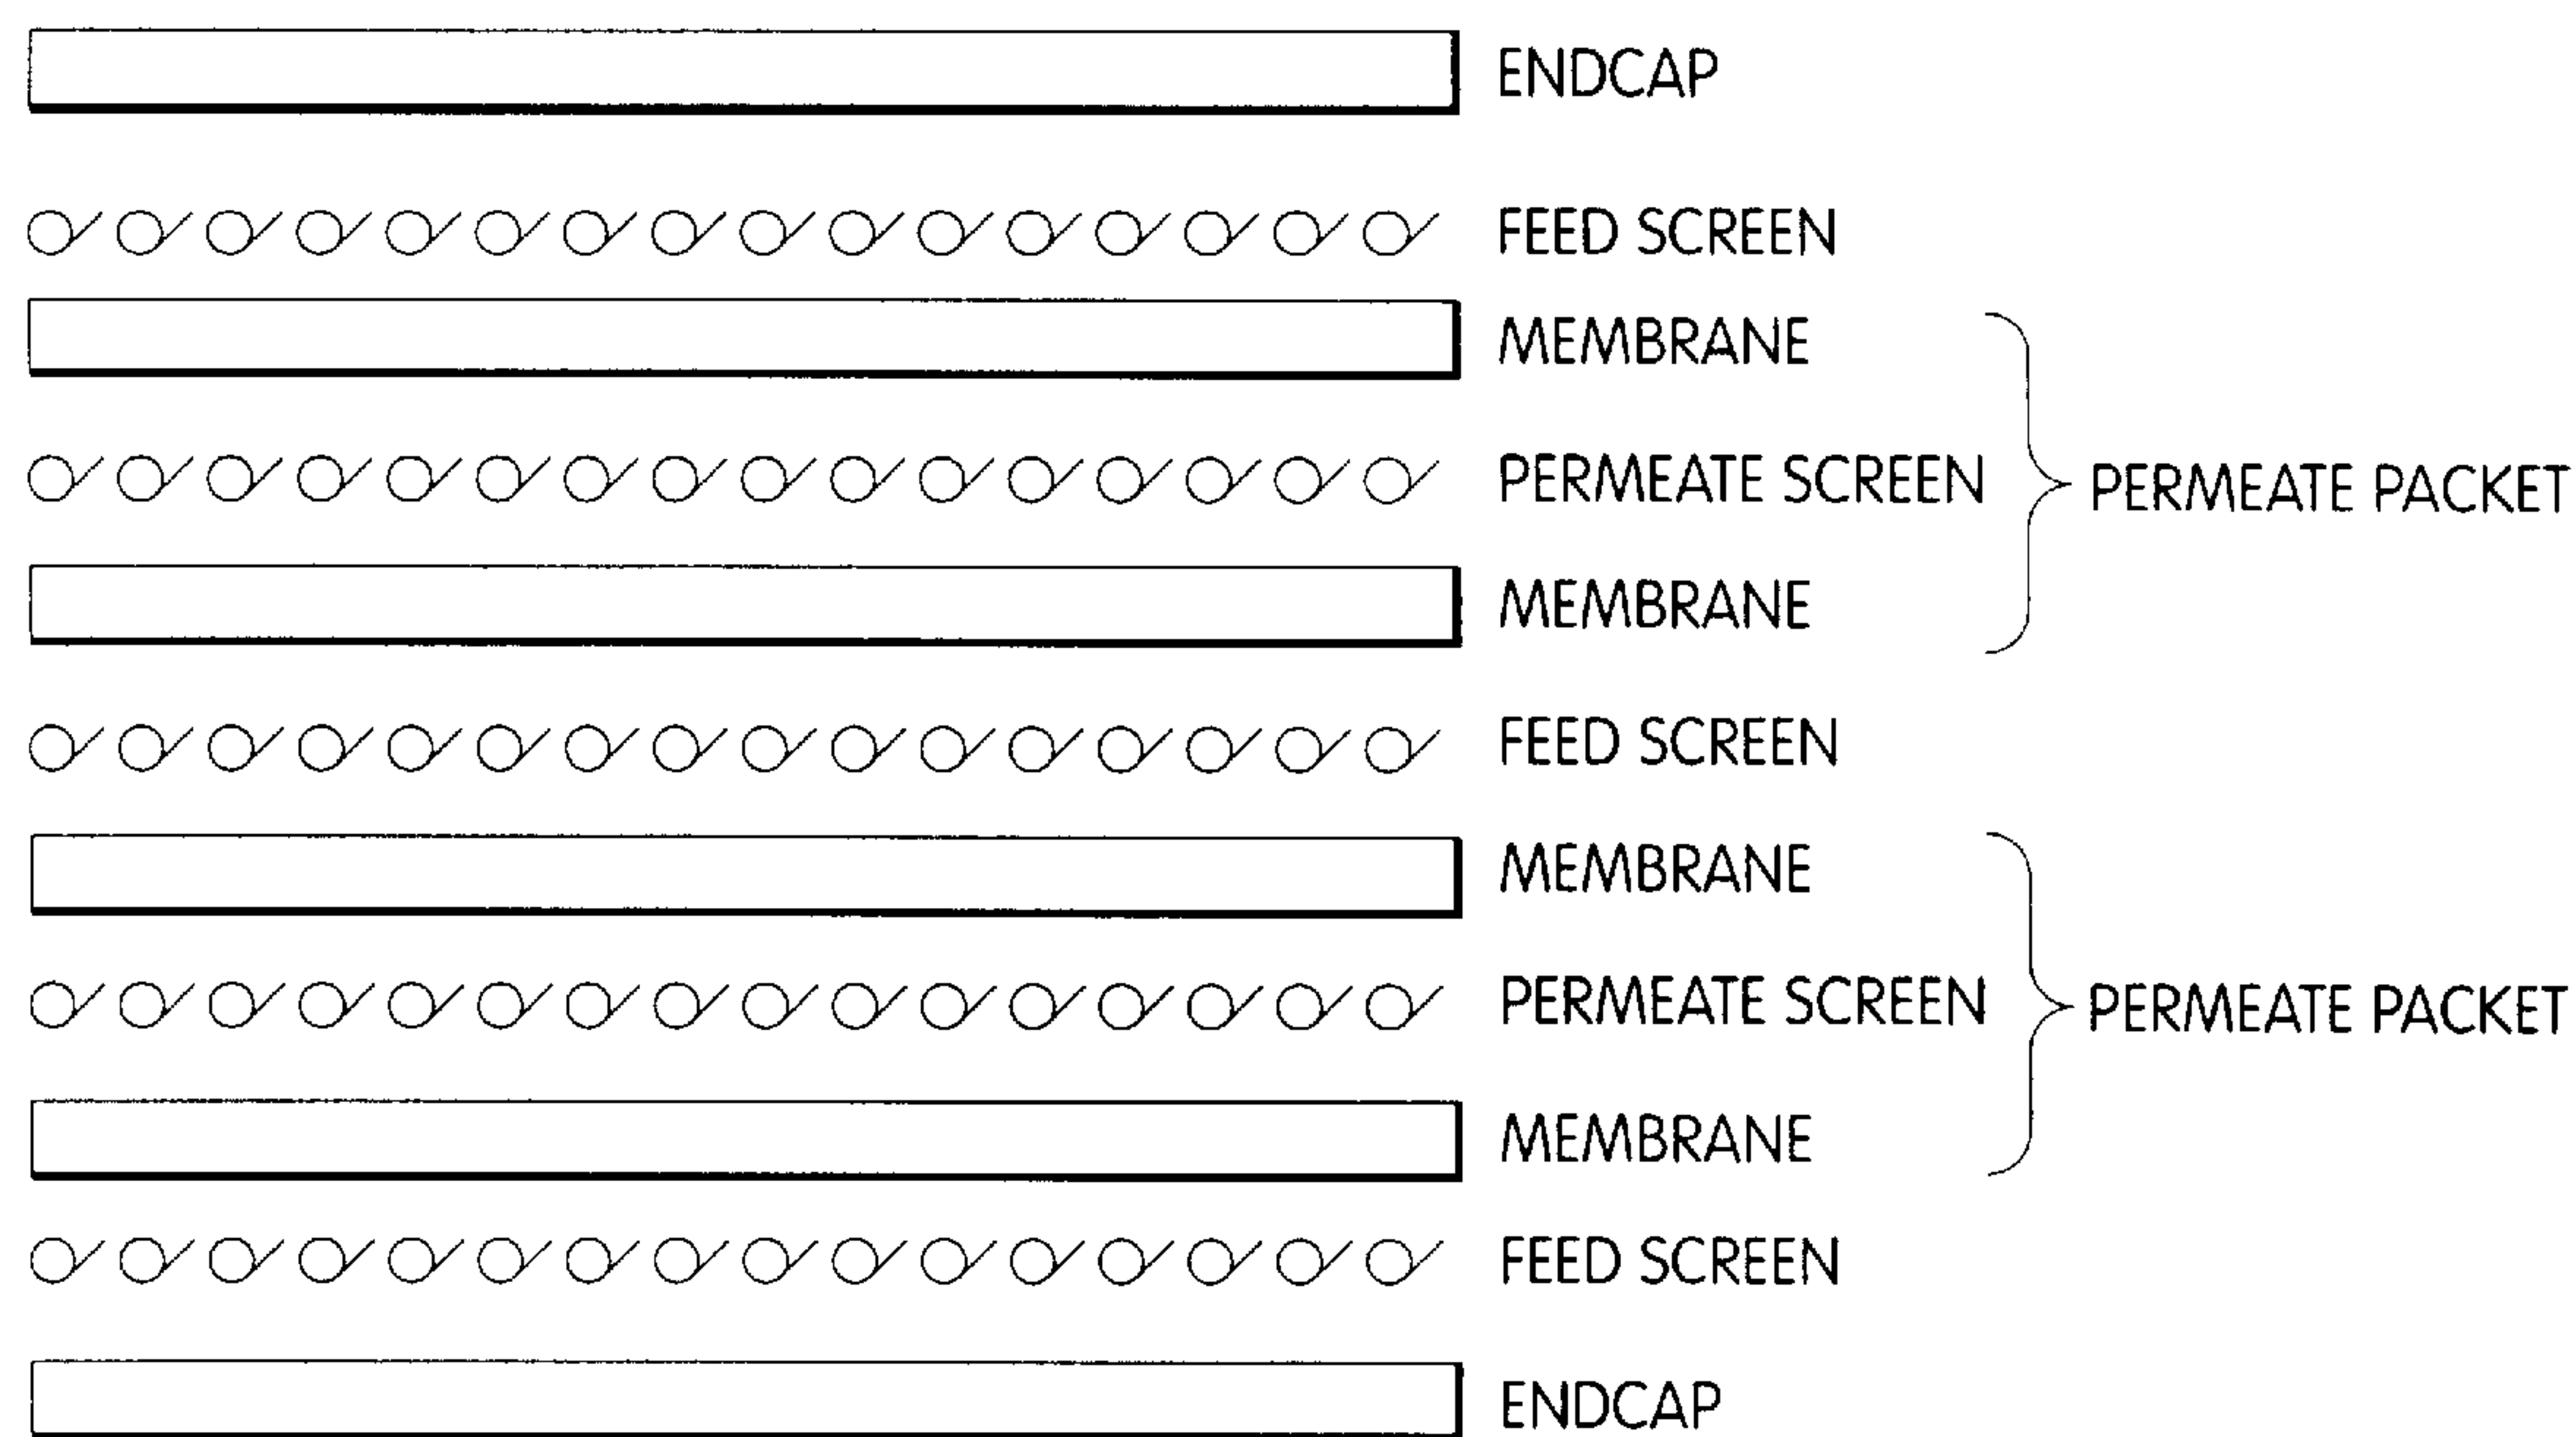 ENDCAP
FEED SCREEN
MEMBRANE
PERMEATE SCREEN
PERMEATE PACKET
MEMBRANE
FEED SCREEN
MEMBRANE
PERMEATE SCREEN
PERMEATE PACKET
MEMBRANE
FEED SCREEN
ENDCAP